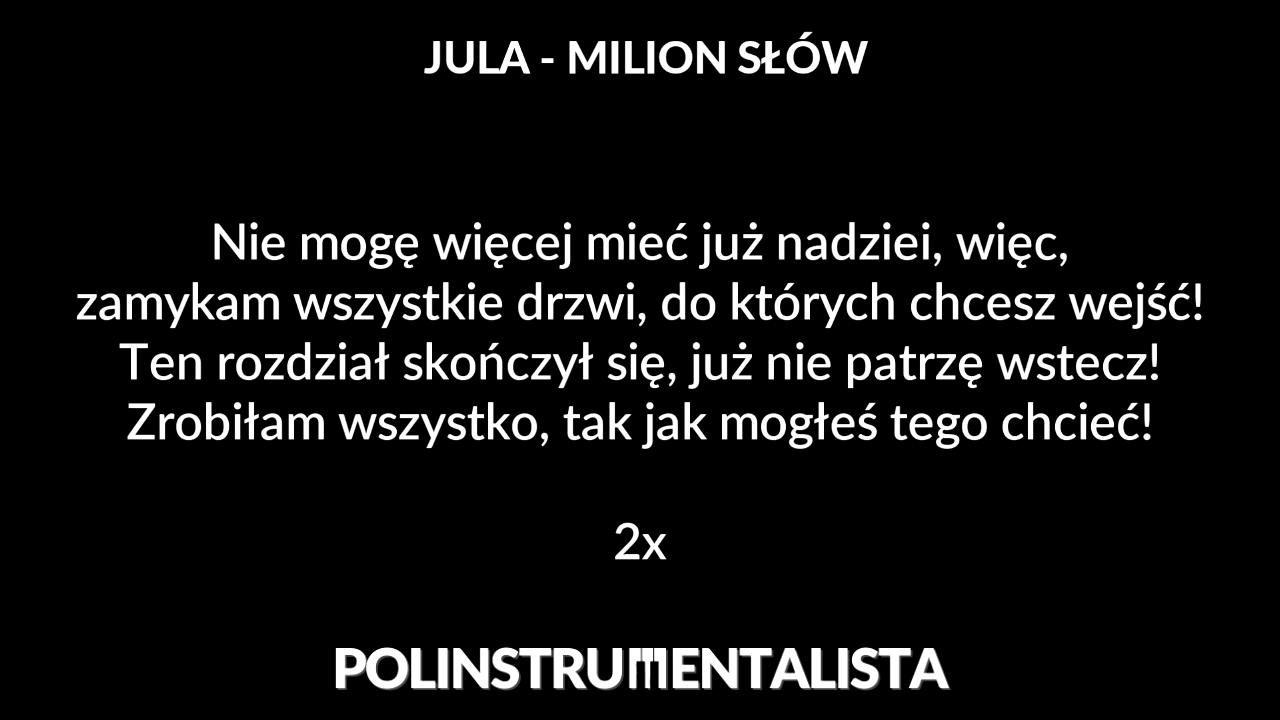 JULA - MILION SŁÓW
Nie mogę więcej mieć już nadziei, więc,
zamykam wszystkie drzwi, do których chcesz wejść!
Ten rozdział skończył się, już nie patrzę wstecz!
Zrobiłam wszystko, tak jak mogłeś tego chcieć!
2x
POLINSTRUMENTALISTA